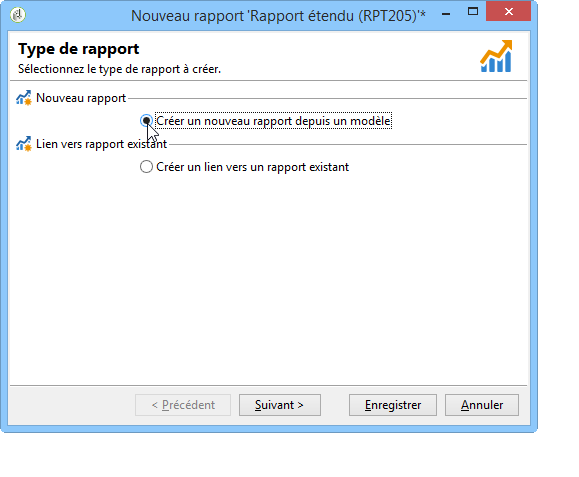 Nouveau rapport 'Rapport étendu (RPT205)'*
Type de rapport
Sélectionnez le type de rapport à créer.
Nouveau rapport
Créer un nouveau rapport depuis un modèle
Lien vers rapport existant
Créer un lien vers un rapport existant
< Précédent
Suivant >
Enregistrer
Annuler